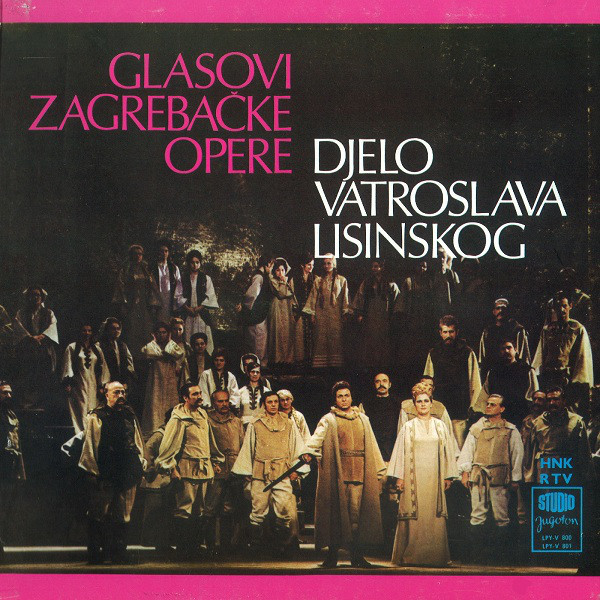 GLASOVI
ZAGREBAČKE
OPERE
DJELO
VATROSLAVA
LISINSKOG
HNK
RTV
STUDIO
Jugoton
LPY-V 800
LPY-V 801